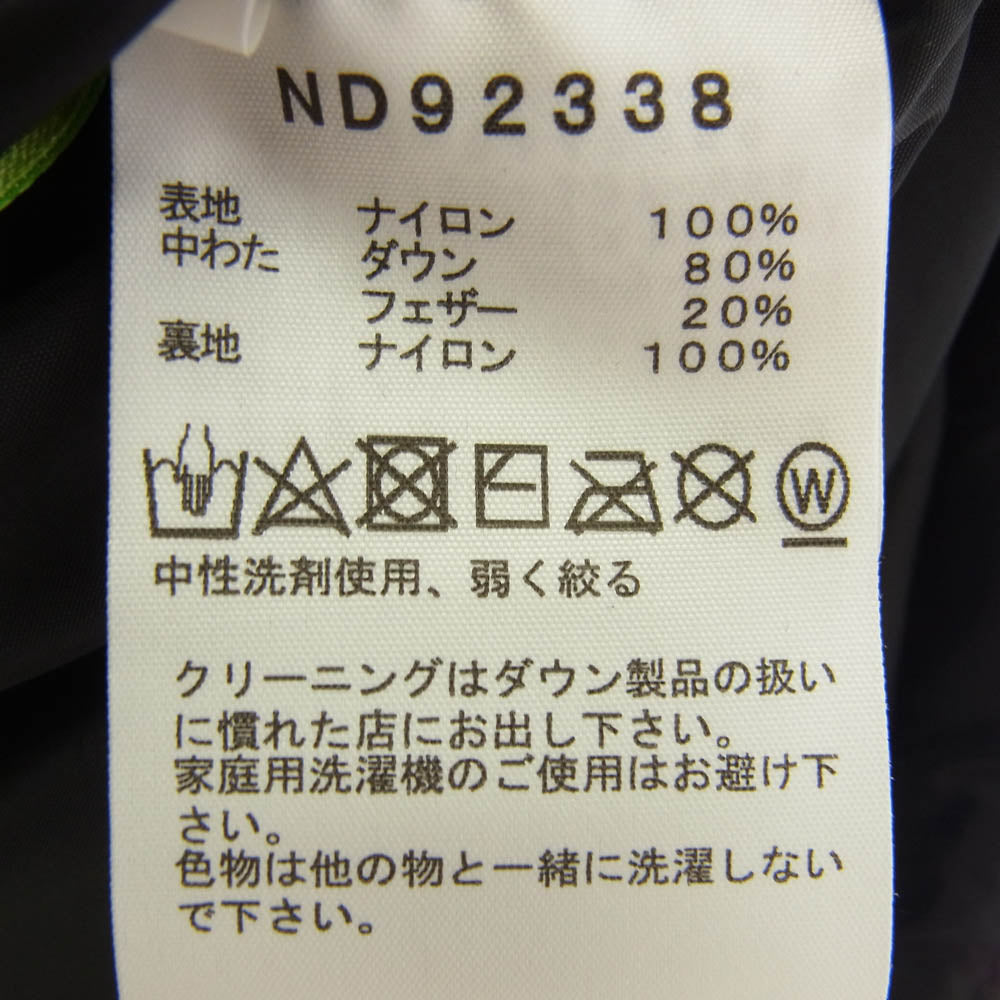 ND92338
表地 ナイロン 100%
中わた ダウン 80%
フェザー 20%
裏地 ナイロン 100%
W
中性洗剤使用、弱く絞る
クリーニングはダウン製品の扱い
に慣れた店にお出し下さい。
家庭用洗濯機のご使用はお避け下
さい。
色物は他の物と一緒に洗濯しない
で下さい。